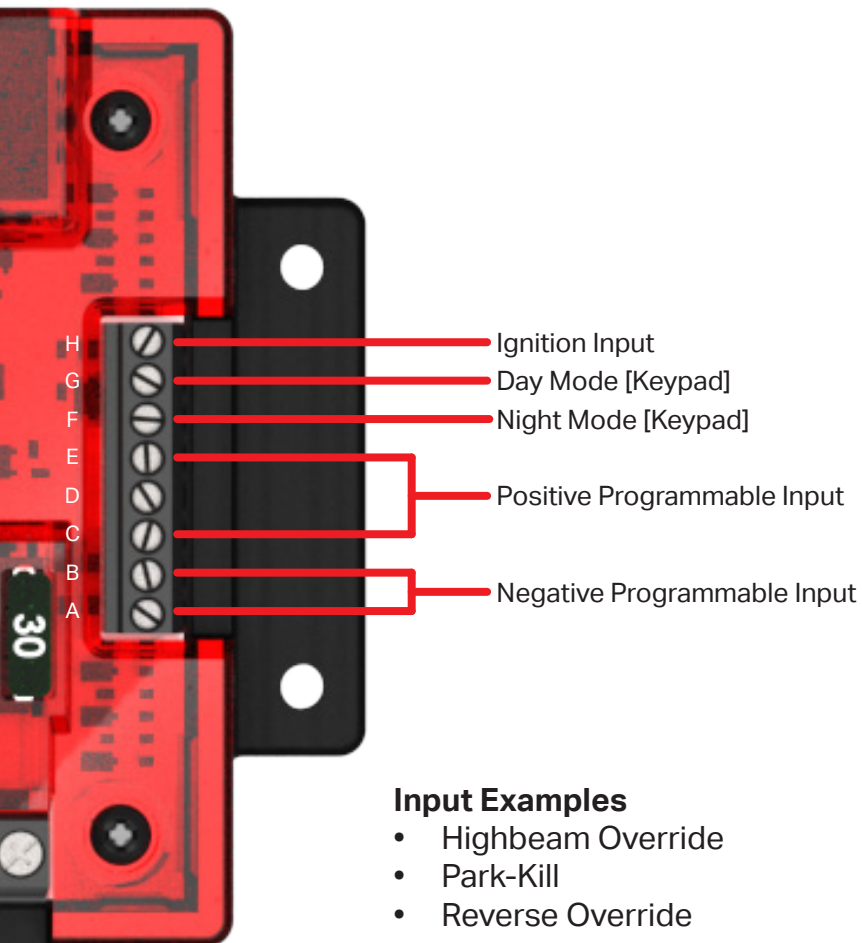 H
Ignition Input
G
Day Mode [Keypad]
F
Night Mode [Keypad]
E
D
Positive Programmable Input
C
B
Negative Programmable Input
A
30
Input Examples
• Highbeam Override
• Park-Kill
• Reverse Override